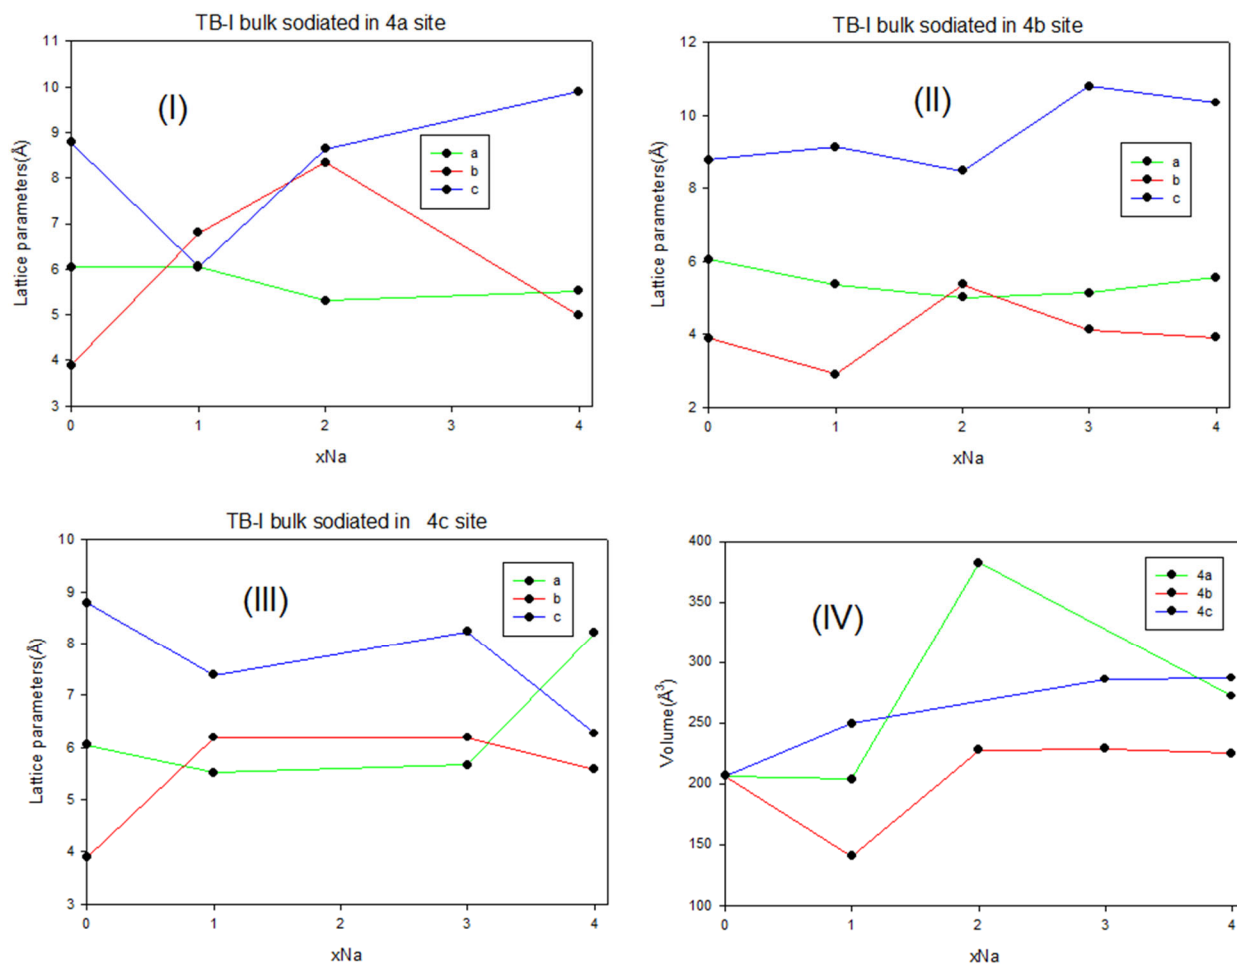 TB-I bulk sodiated in 4a site
11
10
9
8
7
6
5
4
3
Lattice parameters(Å)
(I)
a
b
c
0 1 2 3 4
xNa
TB-I bulk sodiated in 4b site
12
10
8
6
4
2
Lattice parameters(Å)
(II)
a
b
c
0 1 2 3 4
xNa
TB-I bulk sodiated in 4c site
10
9
8
7
6
5
4
3
Lattice parameters(Å)
(III)
a
b
c
0 1 2 3 4
xNa
400
350
300
250
200
150
100
Volume(Å³)
(IV)
4a
4b
4c
0 1 2 3 4
xNa